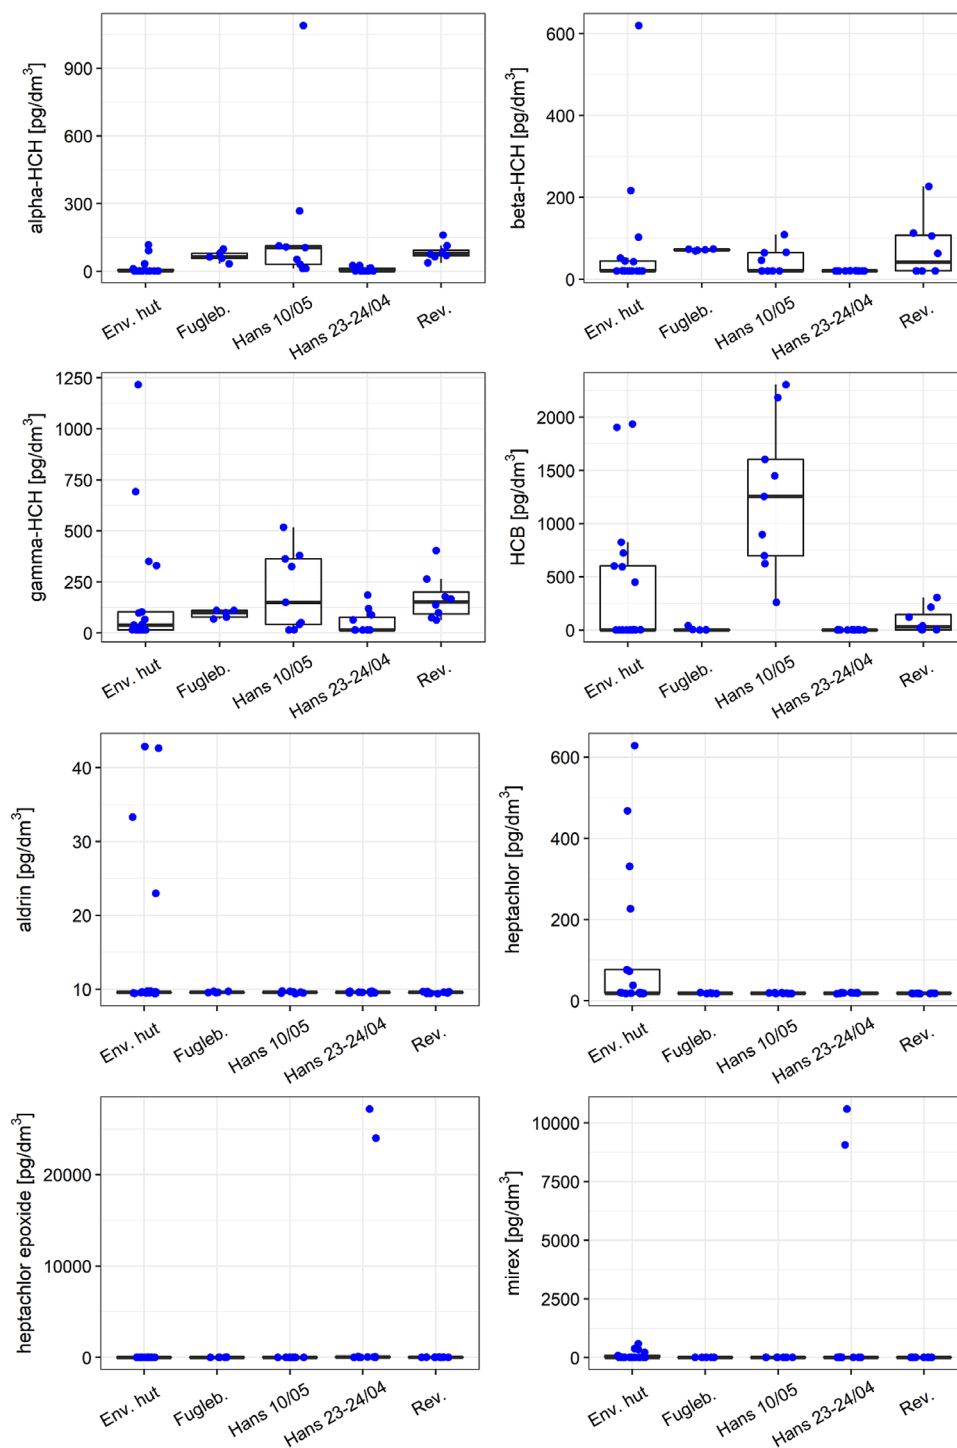 alpha-HCH [pg/dm³]
900
600
300
0
Env. hut
Fugleb.
Hans 10/05
Hans 23-24/04
Rev.
beta-HCH [pg/dm³]
600
400
200
0
Env. hut
Fugleb.
Hans 10/05
Hans 23-24/04
Rev.
gamma-HCH [pg/dm³]
1250
1000
750
500
250
0
Env. hut
Fugleb.
Hans 10/05
Hans 23-24/04
Rev.
HCB [pg/dm³]
2000
1500
1000
500
0
Env. hut
Fugleb.
Hans 10/05
Hans 23-24/04
Rev.
aldrin [pg/dm³]
40
30
20
10
Env. hut
Fugleb.
Hans 10/05
Hans 23-24/04
Rev.
heptachlor [pg/dm³]
600
400
200
0
Env. hut
Fugleb.
Hans 10/05
Hans 23-24/04
Rev.
heptachlor epoxide [pg/dm³]
20000
10000
0
Env. hut
Fugleb.
Hans 10/05
Hans 23-24/04
Rev.
mirex [pg/dm³]
10000
7500
5000
2500
0
Env. hut
Fugleb.
Hans 10/05
Hans 23-24/04
Rev.